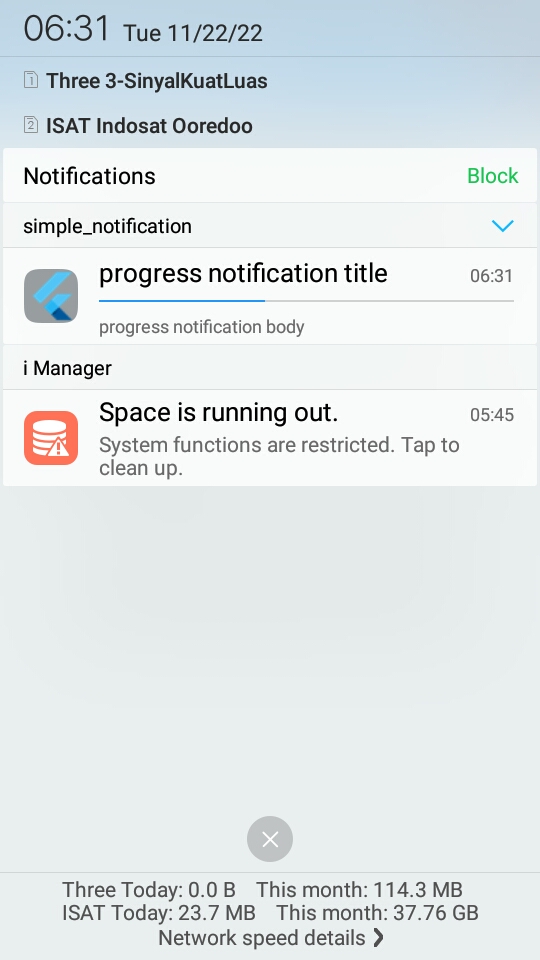 06:31 Tue 11/22/22
1 Three 3-SinyalKuatLuas
2 ISAT Indosat Ooredoo
Notifications Block
simple_notification
progress notification title 06:31
progress notification body
i Manager
Space is running out. 05:45
System functions are restricted. Tap to
clean up.
Three Today: 0.0 B This month: 114.3 MB
ISAT Today: 23.7 MB This month: 37.76 GB
Network speed details